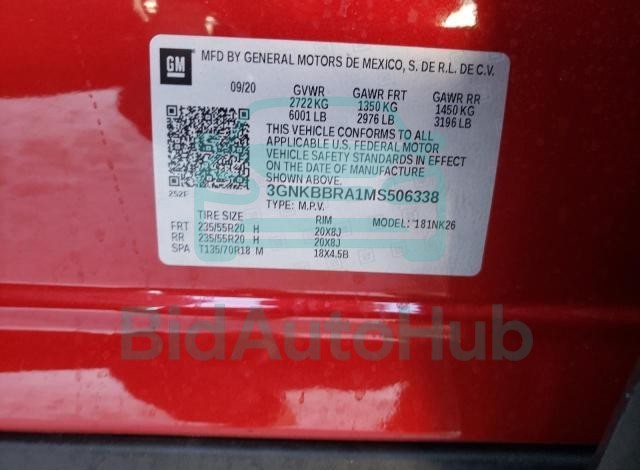 GM
MFD BY GENERAL MOTORS DE MEXICO, S. DE R.L. DE C.V.
09/20 GVWR GAWR FRT GAWR RR
2722 KG 1350 KG 1450 KG
6001 LB 2976 LB 3196 LB
THIS VEHICLE CONFORMS TO ALL
APPLICABLE U.S. FEDERAL MOTOR
VEHICLE SAFETY STANDARDS IN EFFECT
ON THE DATE OF MANUFACTURE
SHOWN ABOVE.
252F 3GNKBBRA1MS506338
TYPE: M.P.V.
TIRE SIZE RIM MODEL: 181NK26
FRT 235/55R20 H 20X8J
RR 235/55R20 H 20X8J
SPA T135/70R18 M 18X4.5B
BidAutoHub